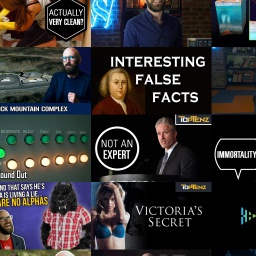 ACTUALLY
VERY CLEAN?
INTERESTING
FALSE
FACTS
CK MOUNTAIN COMPLEX
TOPTENZ
NOT AN
EXPERT
IMMORTALITY
ound Out
ND THAT SAYS HE'S
A IS LIVING A LIE.
ARE NO ALPHAS
TOPTENZ
VICTORIA'S
SECRET